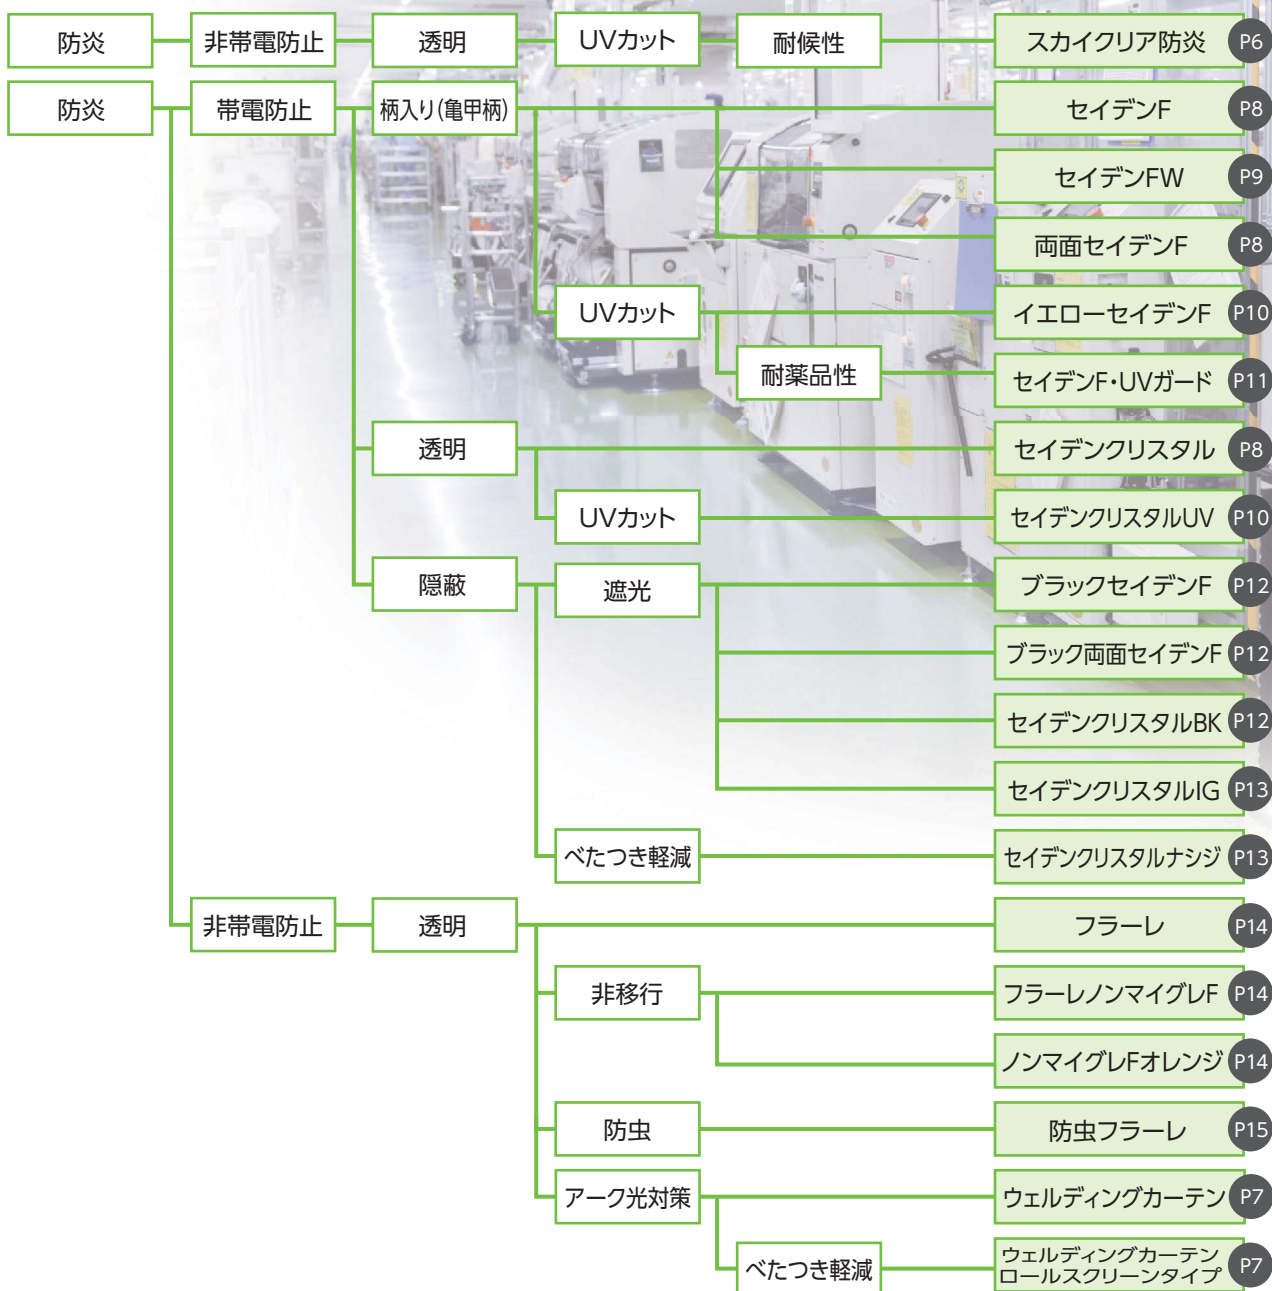 防炎 非帯電防止 透明 UVカット 耐候性 スカイクリア防炎 P6
防炎 帯電防止 柄入り(亀甲柄) セイデンF P8
セイデンFW P9
両面セイデンF P8
UVカット イエローセイデンF P10
耐薬品性 セイデンF・UVガード P11
透明 セイデンクリスタル P8
UVカット セイデンクリスタルUV P10
隠蔽 遮光 ブラックセイデンF P12
ブラック両面セイデンF P12
セイデンクリスタルBK P12
セイデンクリスタルIG P13
べたつき軽減 セイデンクリスタルナシジ P13
非帯電防止 透明 フラーレ P14
非移行 フラーレノンマイグレF P14
ノンマイグレFオレンジ P14
防虫 防虫フラーレ P15
アーク光対策 ウェルディングカーテン P7
べたつき軽減 ウェルディングカーテン
ロールスクリーンタイプ P7